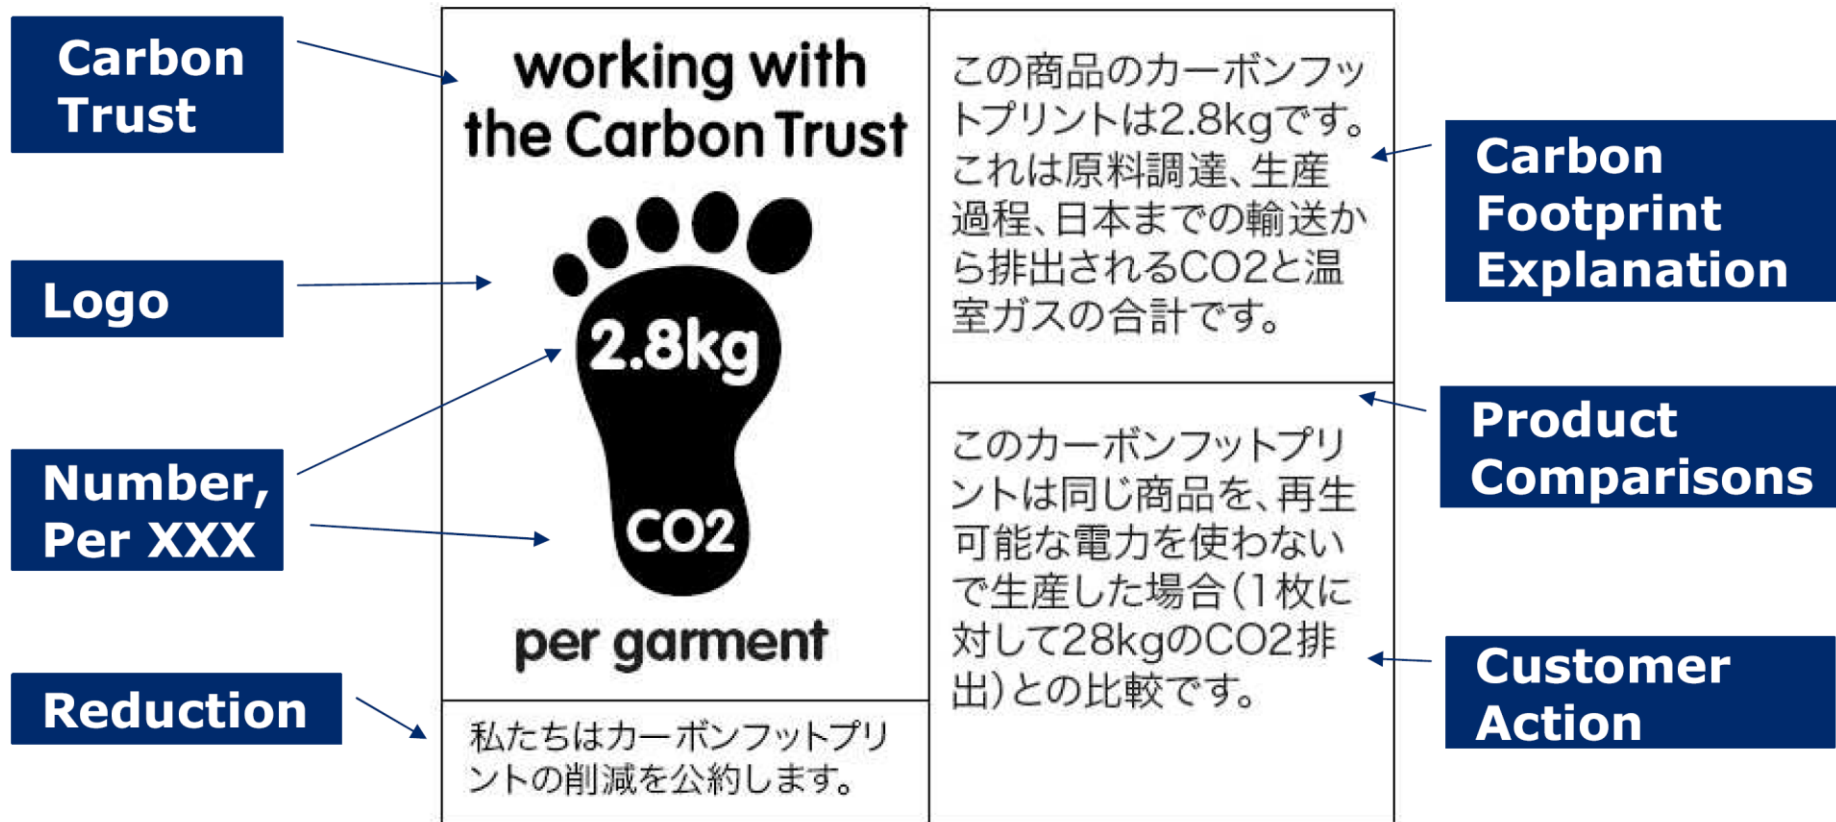 Carbon
Trust
Logo
Number,
Per XXX
Reduction
working with
the Carbon Trust
2.8kg
CO2
per garment
私たちはカーボンフットプリ
ントの削減を公約します。
この商品のカーボンフッ
トプリントは2.8kgです。
これは原料調達、生産
過程、日本までの輸送か
ら排出されるCO2と温
室ガスの合計です。
このカーボンフットプリ
ントは同じ商品を、再生
可能な電力を使わない
で生産した場合(1枚に
対して28kgのCO2排
出)との比較です。
Carbon
Footprint
Explanation
Product
Comparisons
Customer
Action